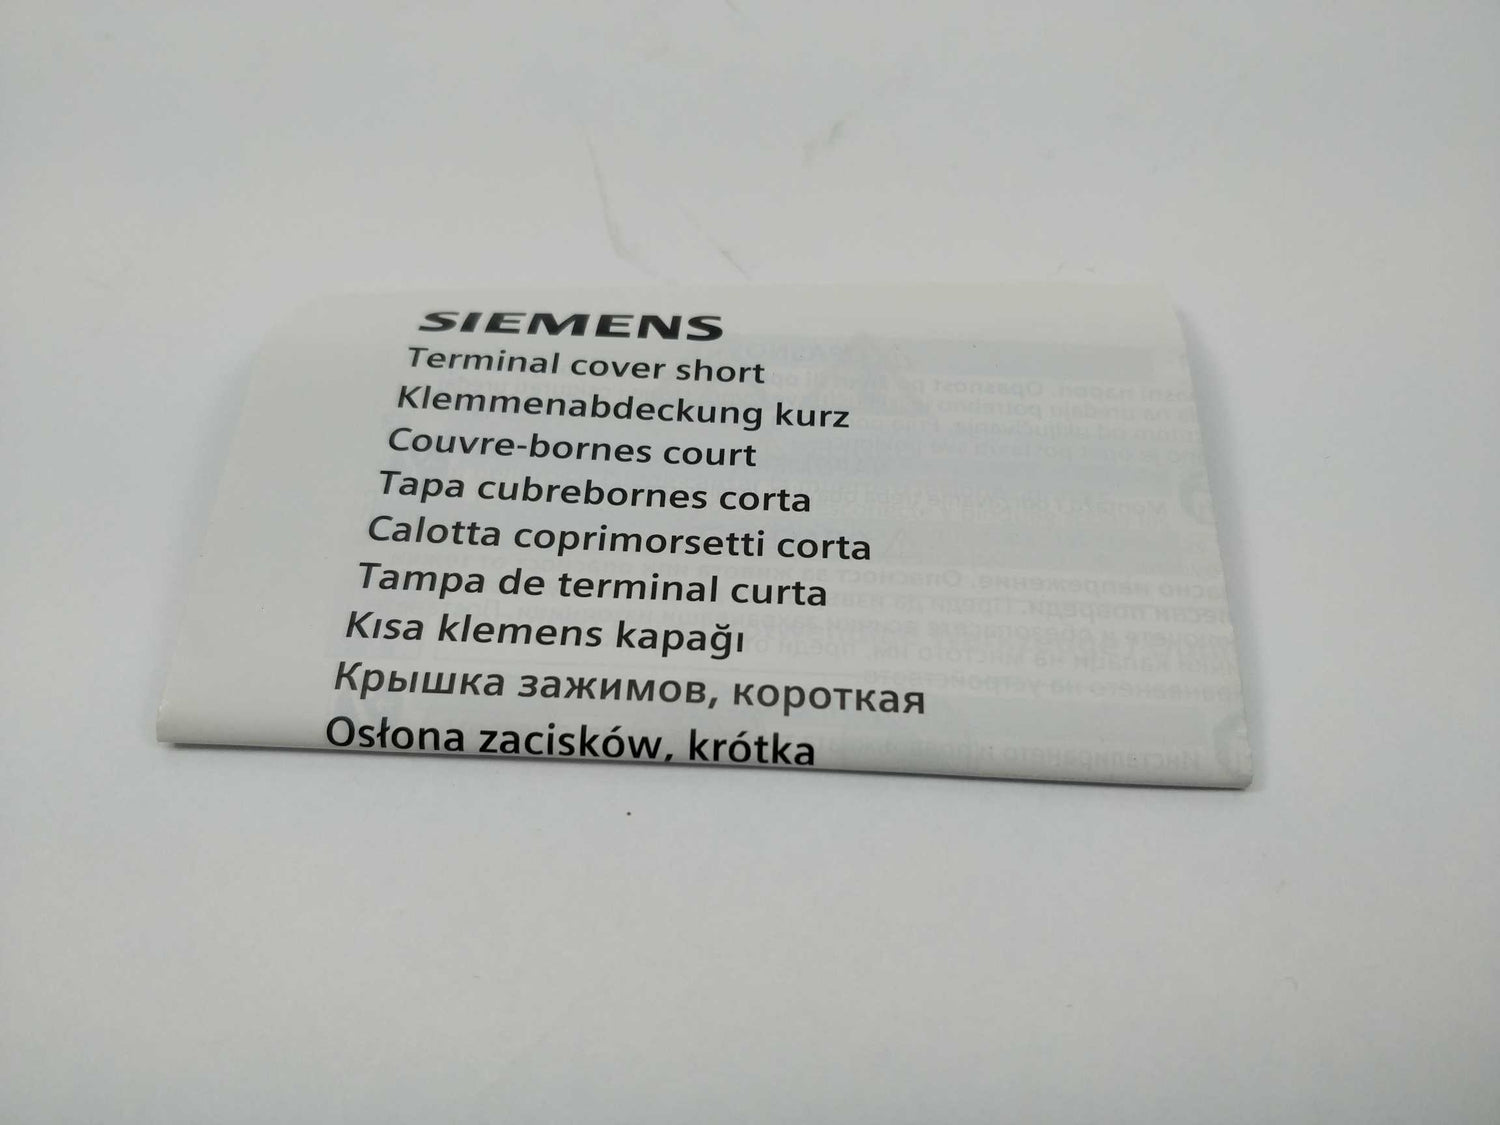 SIEMENS
Terminal cover short
Klemmenabdeckung kurz
Couvre-bornes court
Tapa cubrebornes corta
Calotta coprimorsetti corta
Tampa de terminal curta
Kısa klemens kapağı
Крышка зажимов, короткая
Osłona zacisków, krótka